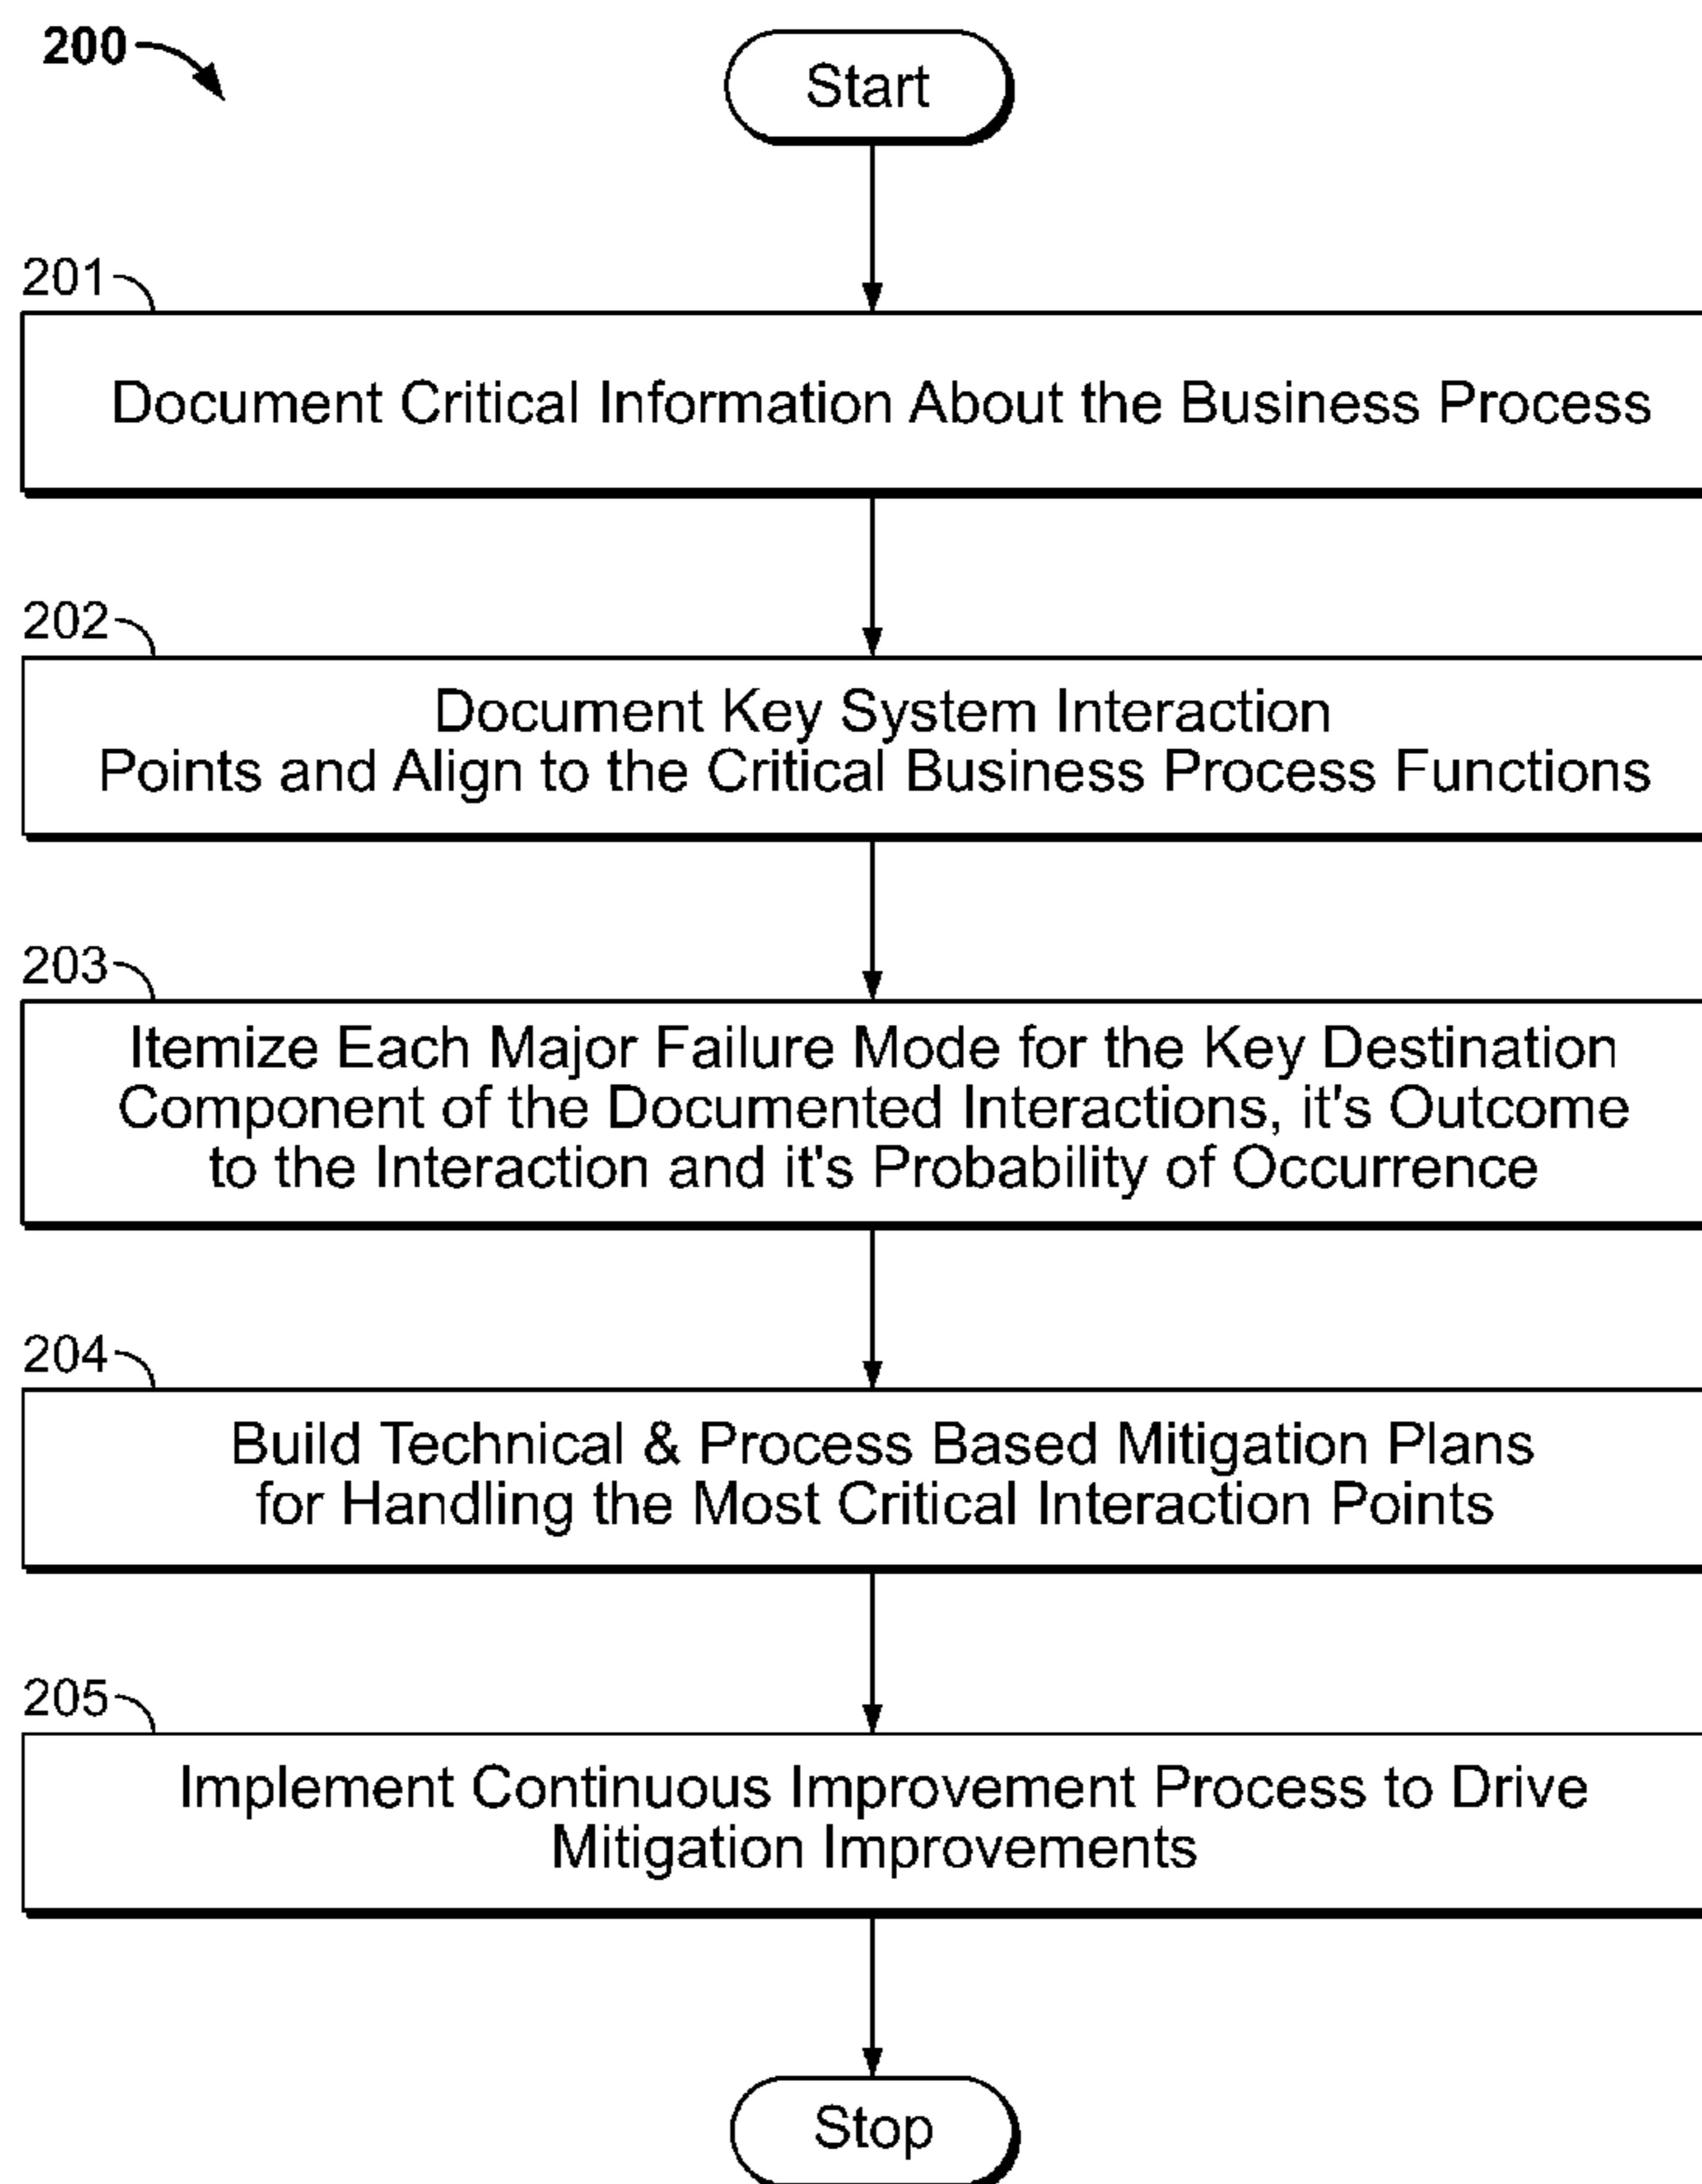 200
Start
201
Document Critical Information About the Business Process
202
Document Key System Interaction
Points and Align to the Critical Business Process Functions
203
Itemize Each Major Failure Mode for the Key Destination
Component of the Documented Interactions, it's Outcome
to the Interaction and it's Probability of Occurrence
204
Build Technical & Process Based Mitigation Plans
for Handling the Most Critical Interaction Points
205
Implement Continuous Improvement Process to Drive
Mitigation Improvements
Stop